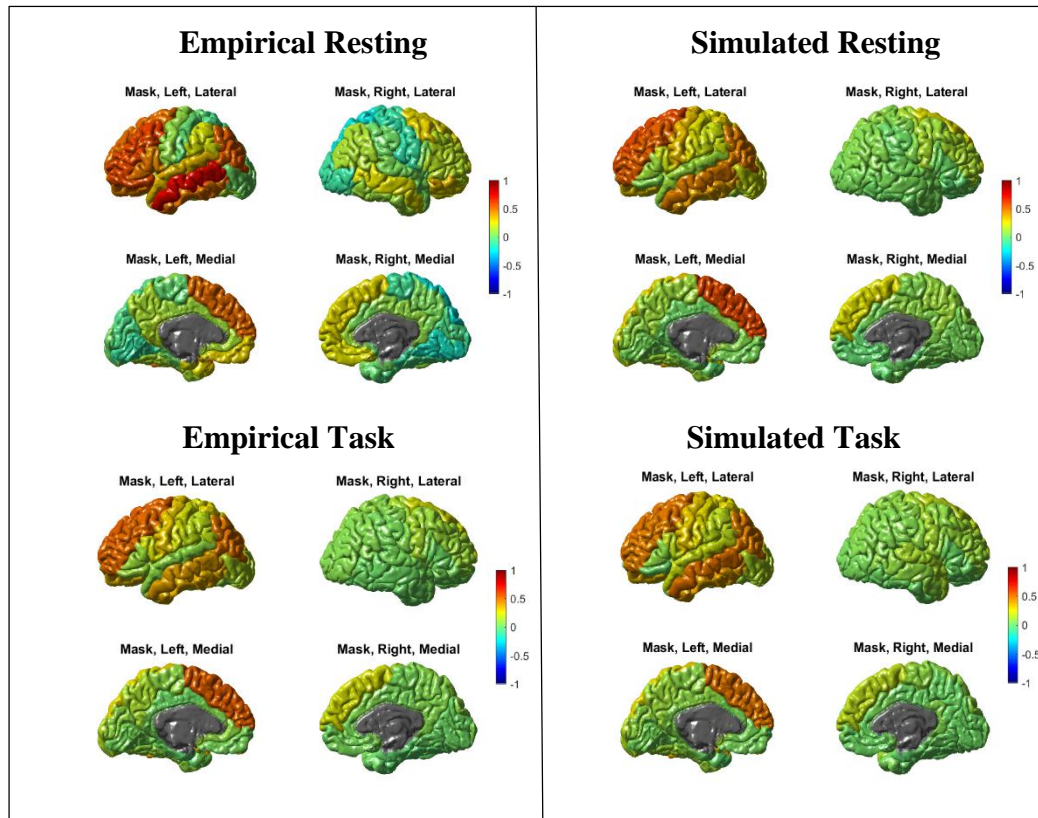 Empirical Resting
Mask, Left, Lateral
Mask, Right, Lateral
1
0.5
0
-0.5
-1
Mask, Left, Medial
Mask, Right, Medial
Simulated Resting
Mask, Left, Lateral
Mask, Right, Lateral
1
0.5
0
-0.5
-1
Mask, Left, Medial
Mask, Right, Medial
Empirical Task
Mask, Left, Lateral
Mask, Right, Lateral
1
0.5
0
-0.5
-1
Mask, Left, Medial
Mask, Right, Medial
Simulated Task
Mask, Left, Lateral
Mask, Right, Lateral
1
0.5
0
-0.5
-1
Mask, Left, Medial
Mask, Right, Medial